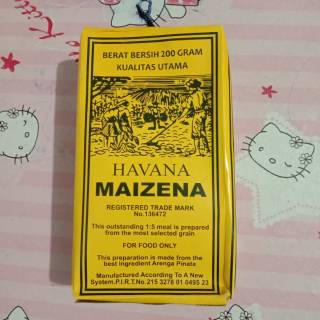 BERAT BERSIH 200 GRAM
KUALITAS UTAMA
HAVANA
MAIZENA
REGISTERED TRADE MARK
No.136472
This outstanding 1:5 meal is prepared
from the most selected grain
FOR FOOD ONLY
This preparation is made from the
best ingredient Arenga Pinata
Manufactured According To A New
System.P.I.R.T.No. 215 3278 01 0495 23